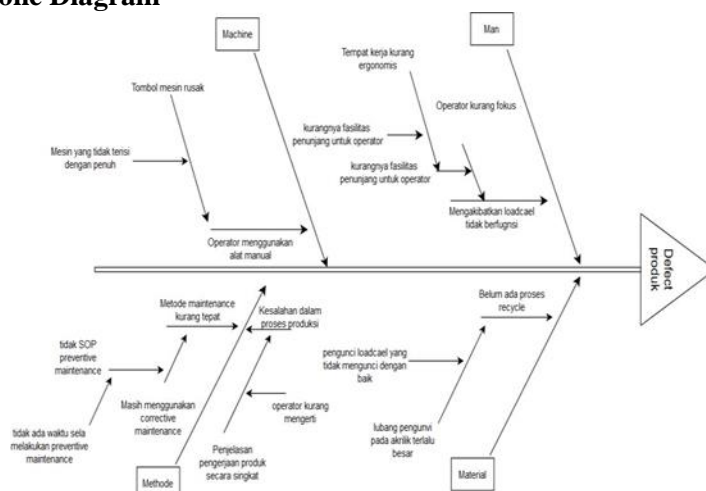 one Diagram
Machine
Man
Tombol mesin rusak
Mesin yang tidak terisi
dengan penuh
Operator menggunakan
alat manual
Tempat kerja kurang
ergonomis
Operator kurang fokus
kurangnya fasilitas
penunjang untuk operator
kurangnya fasilitas
penunjang untuk operator
Mengakibatkan loadcael
tidak berfugnsi
Defect
produk
Metode maintenance
kurang tepat
Kesalahan dalam
proses produksi
tidak SOP
preventive
maintenance
Masih menggunakan
corrective
maintenance
operator kurang
mengerti
tidak ada waktu sela
melakukan preventive
maintenance
Penjelasan
pengerjaan produk
secara singkat
Methode
Belum ada proses
recycle
pengunci loadcael yang
tidak mengunci dengan
baik
lubang pengunvi
pada akrilik terlalu
besar
Material